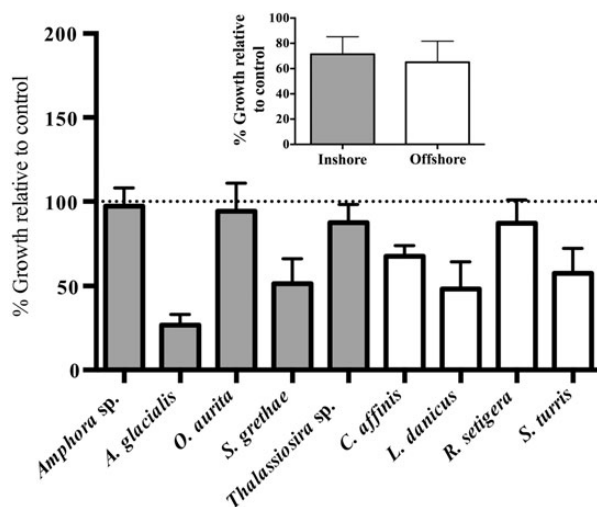 % Growth relative to control
200
150
100
50
0
Amphora sp.
A. glacialis
O. aurita
S. grethae
Thalassiosira sp.
C. affinis
L. danicus
R. setigera
S. turris
% Growth relative
to control
100
80
60
40
20
0
Inshore
Offshore